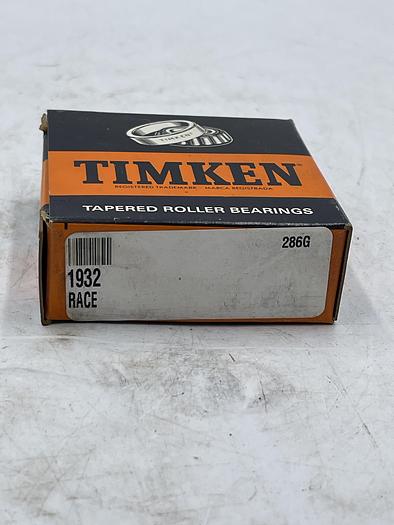 TIMKEN
TIMKEN
REGISTERED TRADEMARK · MARCA REGISTRADA
TAPERED ROLLER BEARINGS
286G
1932
RACE